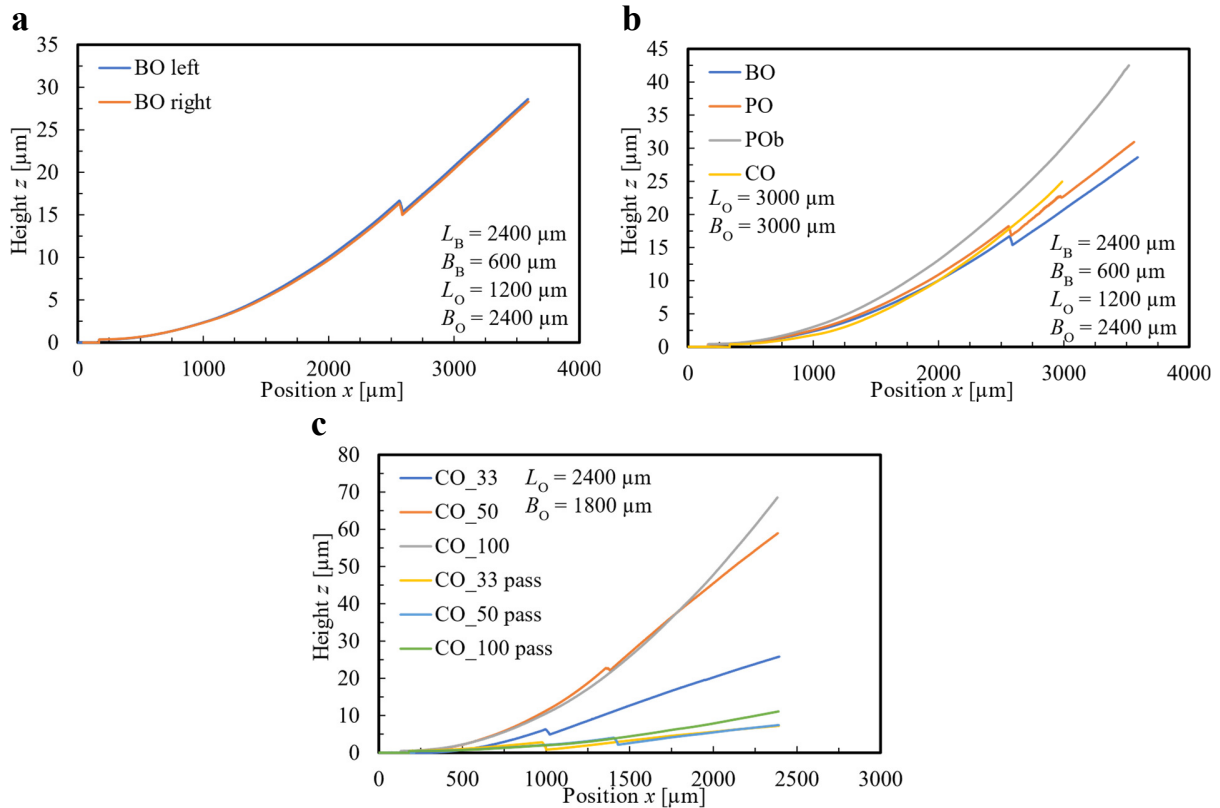 a
35
30
25
20
15
10
5
0
Height z [µm]
BO left
BO right
L_B = 2400 µm
B_B = 600 µm
L_O = 1200 µm
B_O = 2400 µm
0 1000 2000 3000 4000
Position x [µm]
b
45
40
35
30
25
20
15
10
5
0
Height z [µm]
BO
PO
POb
CO
L_O = 3000 µm
B_O = 3000 µm
L_B = 2400 µm
B_B = 600 µm
L_O = 1200 µm
B_O = 2400 µm
0 1000 2000 3000 4000
Position x [µm]
c
80
70
60
50
40
30
20
10
0
Height z [µm]
CO_33
CO_50
CO_100
CO_33 pass
CO_50 pass
CO_100 pass
L_O = 2400 µm
B_O = 1800 µm
0 500 1000 1500 2000 2500 3000
Position x [µm]